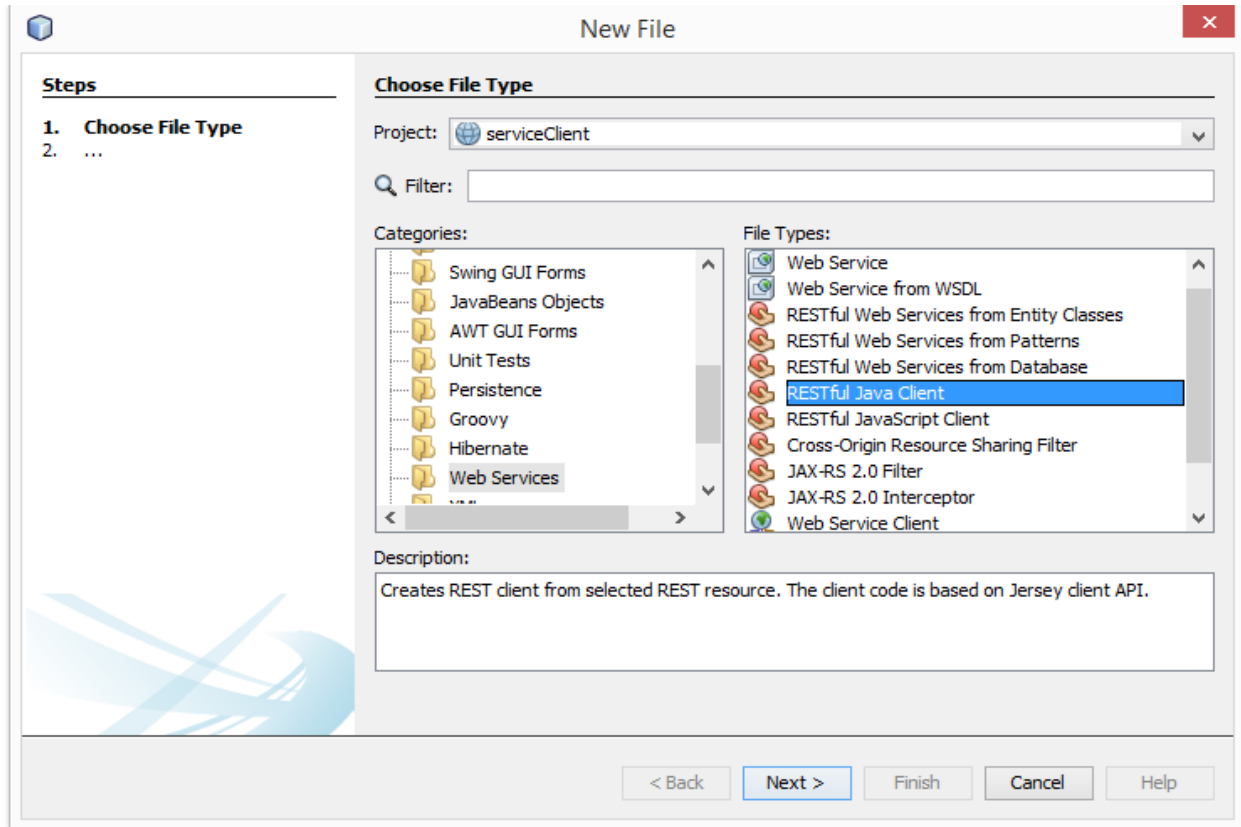 New File
Steps
1. Choose File Type
2. ...
Choose File Type
Project: serviceClient
Filter:
Categories:
Swing GUI Forms
JavaBeans Objects
AWT GUI Forms
Unit Tests
Persistence
Groovy
Hibernate
Web Services
File Types:
Web Service
Web Service from WSDL
RESTful Web Services from Entity Classes
RESTful Web Services from Patterns
RESTful Web Services from Database
RESTful Java Client
RESTful JavaScript Client
Cross-Origin Resource Sharing Filter
JAX-RS 2.0 Filter
JAX-RS 2.0 Interceptor
Web Service Client
Description:
Creates REST client from selected REST resource. The client code is based on Jersey client API.
< Back Next > Finish Cancel Help